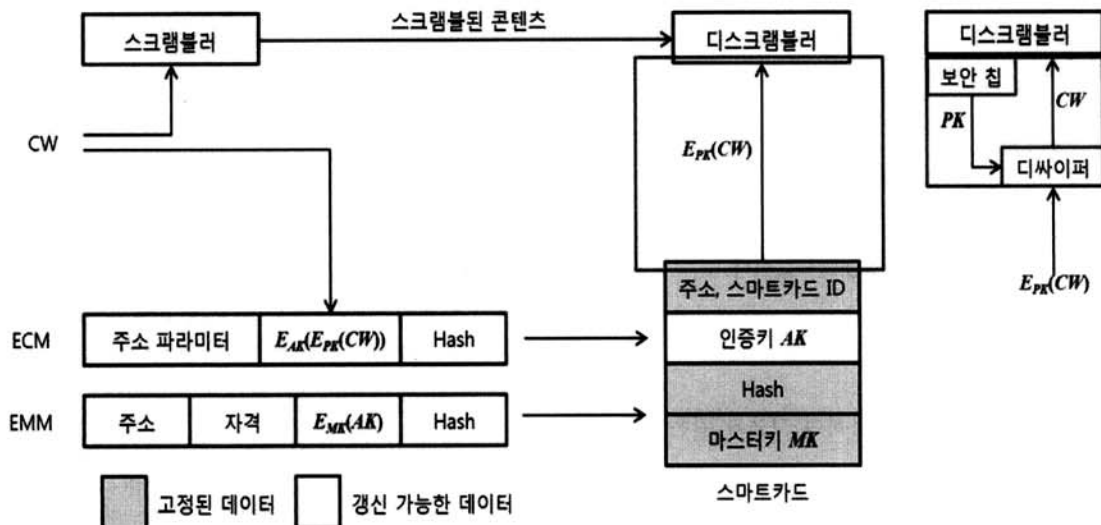 스크램블러
스크램블된 콘텐츠
디스크램블러
CW
E_PK(CW)
주소, 스마트카드 ID
인증키 AK
Hash
마스터키 MK
스마트카드
ECM
주소 파라미터
E_AK(E_PK(CW))
Hash
EMM
주소
자격
E_MK(AK)
Hash
고정된 데이터
갱신 가능한 데이터
디스크램블러
보안 칩
PK
CW
디싸이퍼
E_PK(CW)